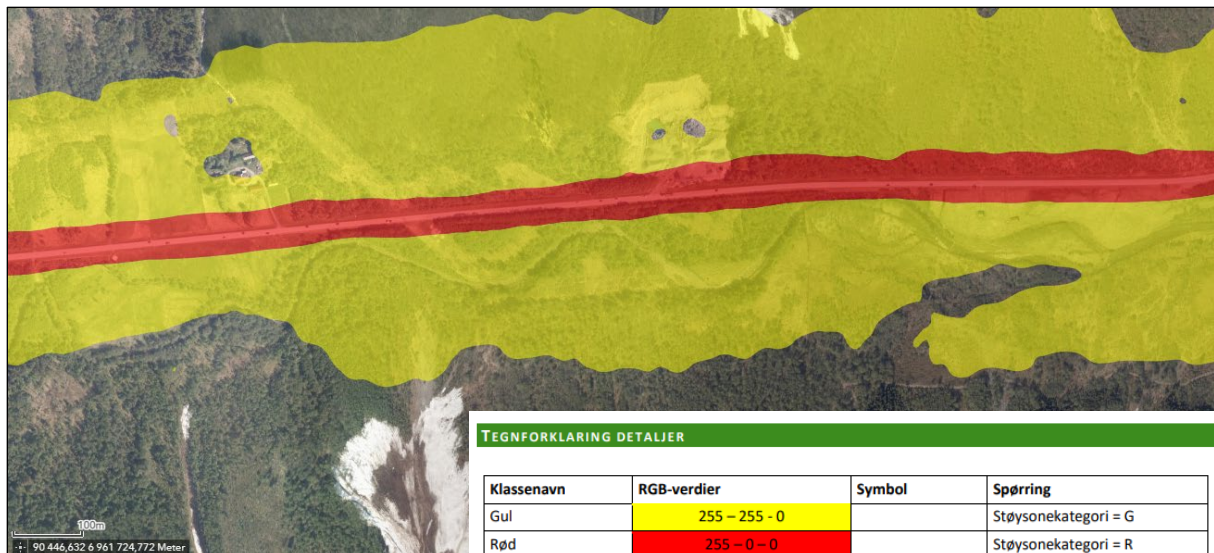 TEGNFORKLARING DETALJER
Klassenavn RGB-verdier Symbol Spørring
Gul 255 – 255 - 0 Støysonekategori = G
Rød 255 – 0 – 0 Støysonekategori = R
100m
90 446,632 6 961 724,772 Meter